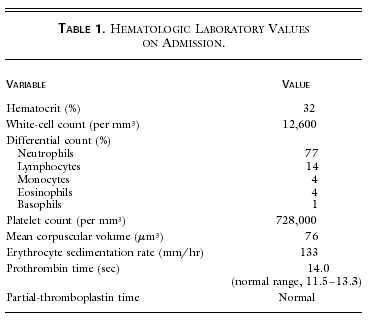 TABLE 1. HEMATOLOGIC LABORATORY VALUES
ON ADMISSION.
VARIABLE VALUE
Hematocrit (%) 32
White-cell count (per mm³) 12,600
Differential count (%)
Neutrophils 77
Lymphocytes 14
Monocytes 4
Eosinophils 4
Basophils 1
Platelet count (per mm³) 728,000
Mean corpuscular volume (μm³) 76
Erythrocyte sedimentation rate (mm/hr) 133
Prothrombin time (sec) 14.0
(normal range, 11.5–13.3)
Partial-thromboplastin time Normal